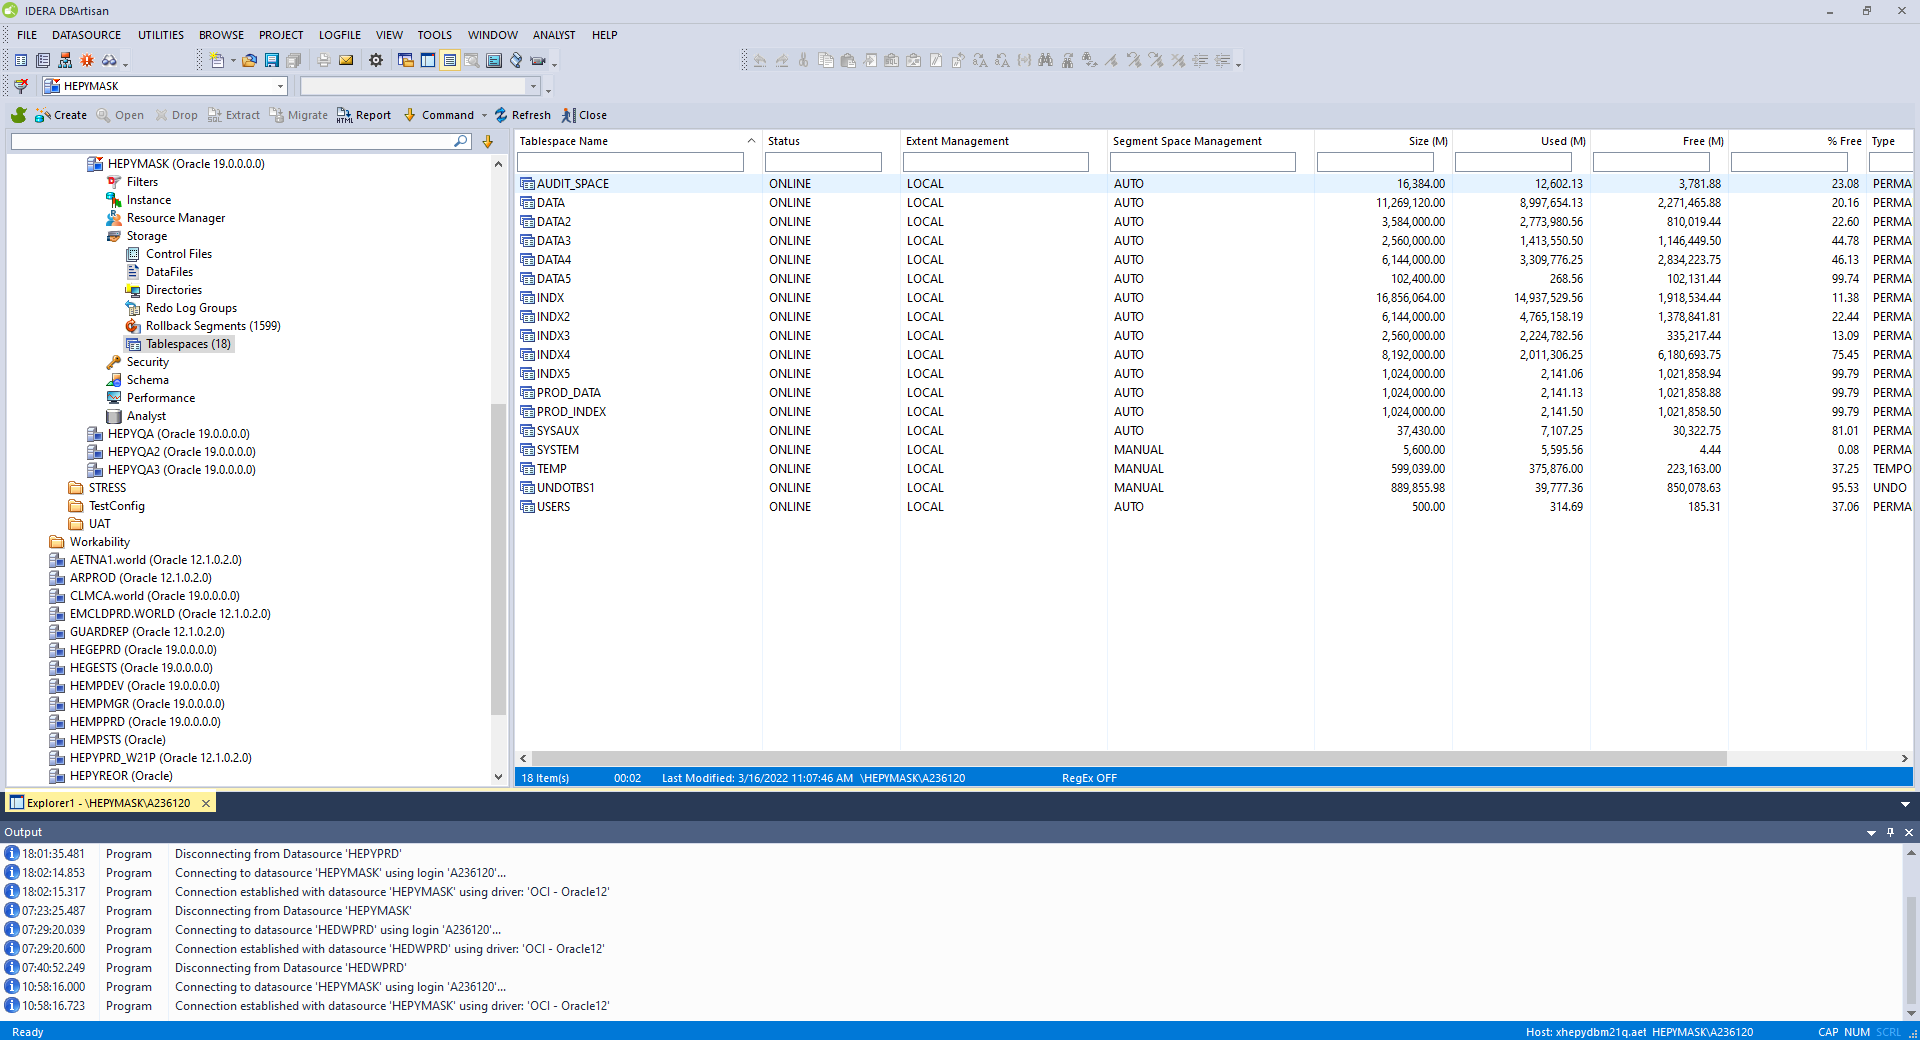 IDERA DBArtisan
FILE DATASOURCE UTILITIES BROWSE PROJECT LOGFILE VIEW TOOLS WINDOW ANALYST HELP
HEPYMASK
Create Open Drop Extract Migrate Report Command Refresh Close
HEPYMASK (Oracle 19.0.0.0.0)
Filters
Instance
Resource Manager
Storage
Control Files
DataFiles
Directories
Redo Log Groups
Rollback Segments (1599)
Tablespaces (18)
Security
Schema
Performance
Analyst
HEPYQA (Oracle 19.0.0.0.0)
HEPYQA2 (Oracle 19.0.0.0.0)
HEPYQA3 (Oracle 19.0.0.0.0)
STRESS
TestConfig
UAT
Workability
AETNA1.world (Oracle 12.1.0.2.0)
ARPROD (Oracle 12.1.0.2.0)
CLMCA.world (Oracle 19.0.0.0.0)
EMCLDPRD.WORLD (Oracle 12.1.0.2.0)
GUARDREP (Oracle 12.1.0.2.0)
HEGEPRD (Oracle 19.0.0.0.0)
HEGESTS (Oracle 19.0.0.0.0)
HEMPDEV (Oracle 19.0.0.0.0)
HEMPMGR (Oracle 19.0.0.0.0)
HEMPPRD (Oracle 19.0.0.0.0)
HEMPSTS (Oracle)
HEPYPRD_W21P (Oracle 12.1.0.2.0)
HEPYREOR (Oracle)
Tablespace Name Status Extent Management Segment Space Management Size (M) Used (M) Free (M) % Free Type
AUDIT_SPACE ONLINE LOCAL AUTO 16,384.00 12,602.13 3,781.88 23.08 PERMA
DATA ONLINE LOCAL AUTO 11,269,120.00 8,997,654.13 2,271,465.88 20.16 PERMA
DATA2 ONLINE LOCAL AUTO 3,584,000.00 2,773,980.56 810,019.44 22.60 PERMA
DATA3 ONLINE LOCAL AUTO 2,560,000.00 1,413,550.50 1,146,449.50 44.78 PERMA
DATA4 ONLINE LOCAL AUTO 6,144,000.00 3,309,776.25 2,834,223.75 46.13 PERMA
DATA5 ONLINE LOCAL AUTO 102,400.00 268.56 102,131.44 99.74 PERMA
INDX ONLINE LOCAL AUTO 16,856,064.00 14,937,529.56 1,918,534.44 11.38 PERMA
INDX2 ONLINE LOCAL AUTO 6,144,000.00 4,765,158.19 1,378,841.81 22.44 PERMA
INDX3 ONLINE LOCAL AUTO 2,560,000.00 2,224,782.56 335,217.44 13.09 PERMA
INDX4 ONLINE LOCAL AUTO 8,192,000.00 2,011,306.25 6,180,693.75 75.45 PERMA
INDX5 ONLINE LOCAL AUTO 1,024,000.00 2,141.06 1,021,858.94 99.79 PERMA
PROD_DATA ONLINE LOCAL AUTO 1,024,000.00 2,141.13 1,021,858.88 99.79 PERMA
PROD_INDEX ONLINE LOCAL AUTO 1,024,000.00 2,141.50 1,021,858.50 99.79 PERMA
SYSAUX ONLINE LOCAL AUTO 37,430.00 7,107.25 30,322.75 81.01 PERMA
SYSTEM ONLINE LOCAL MANUAL 5,600.00 5,595.56 4.44 0.08 PERMA
TEMP ONLINE LOCAL MANUAL 599,039.00 375,876.00 223,163.00 37.25 TEMPO
UNDOTBS1 ONLINE LOCAL MANUAL 889,855.98 39,777.36 850,078.63 95.53 UNDO
USERS ONLINE LOCAL AUTO 500.00 314.69 185.31 37.06 PERMA
18 Item(s) 00:02 Last Modified: 3/16/2022 11:07:46 AM \HEPYMASK\A236120 RegEx OFF
Explorer1 - \HEPYMASK\A236120
Output
18:01:35.481 Program Disconnecting from Datasource 'HEPYPRD'
18:02:14.853 Program Connecting to datasource 'HEPYMASK' using login 'A236120'...
18:02:15.317 Program Connection established with datasource 'HEPYMASK' using driver: 'OCI - Oracle12'
07:23:25.487 Program Disconnecting from Datasource 'HEPYMASK'
07:29:20.039 Program Connecting to datasource 'HEDWPRD' using login 'A236120'...
07:29:20.600 Program Connection established with datasource 'HEDWPRD' using driver: 'OCI - Oracle12'
07:40:52.249 Program Disconnecting from Datasource 'HEDWPRD'
10:58:16.000 Program Connecting to datasource 'HEPYMASK' using login 'A236120'...
10:58:16.723 Program Connection established with datasource 'HEPYMASK' using driver: 'OCI - Oracle12'
Ready Host: xhepydbm21q.aet HEPYMASK\A236120 CAP NUM SCRL